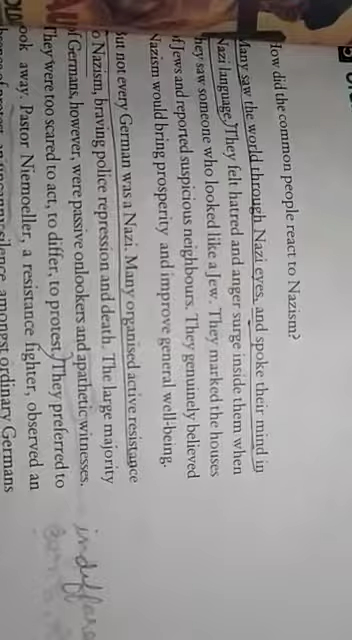 How did the common people react to Nazism?
Many saw the world through Nazi eyes, and spoke their mind in
Nazi language. They felt hatred and anger surge inside them when
they saw someone who looked like a Jew. They marked the houses
of Jews and reported suspicious neighbours. They genuinely believed
Nazism would bring prosperity and improve general well-being.
But not every German was a Nazi. Many organised active resistance
to Nazism, braving police repression and death. The large majority
of Germans, however, were passive onlookers and apathetic witnesses.
They were too scared to act, to differ, to protest. They preferred to
look away. Pastor Niemoeller, a resistance fighter, observed an
silence, amongst ordinary Germans